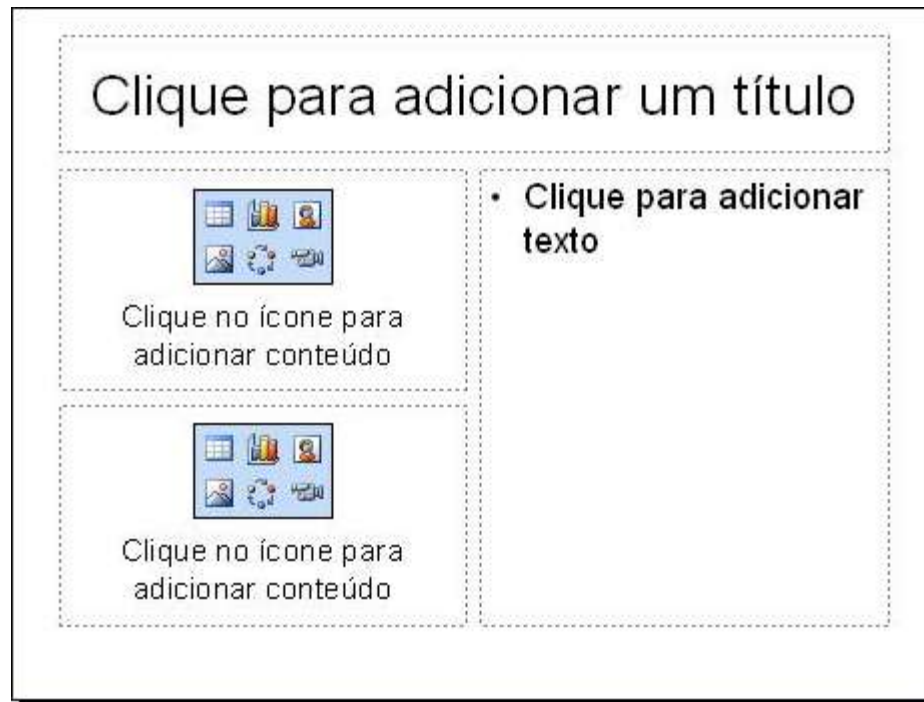 Clique para adicionar um título
Clique no ícone para
adicionar conteúdo
Clique no ícone para
adicionar conteúdo
• Clique para adicionar
texto